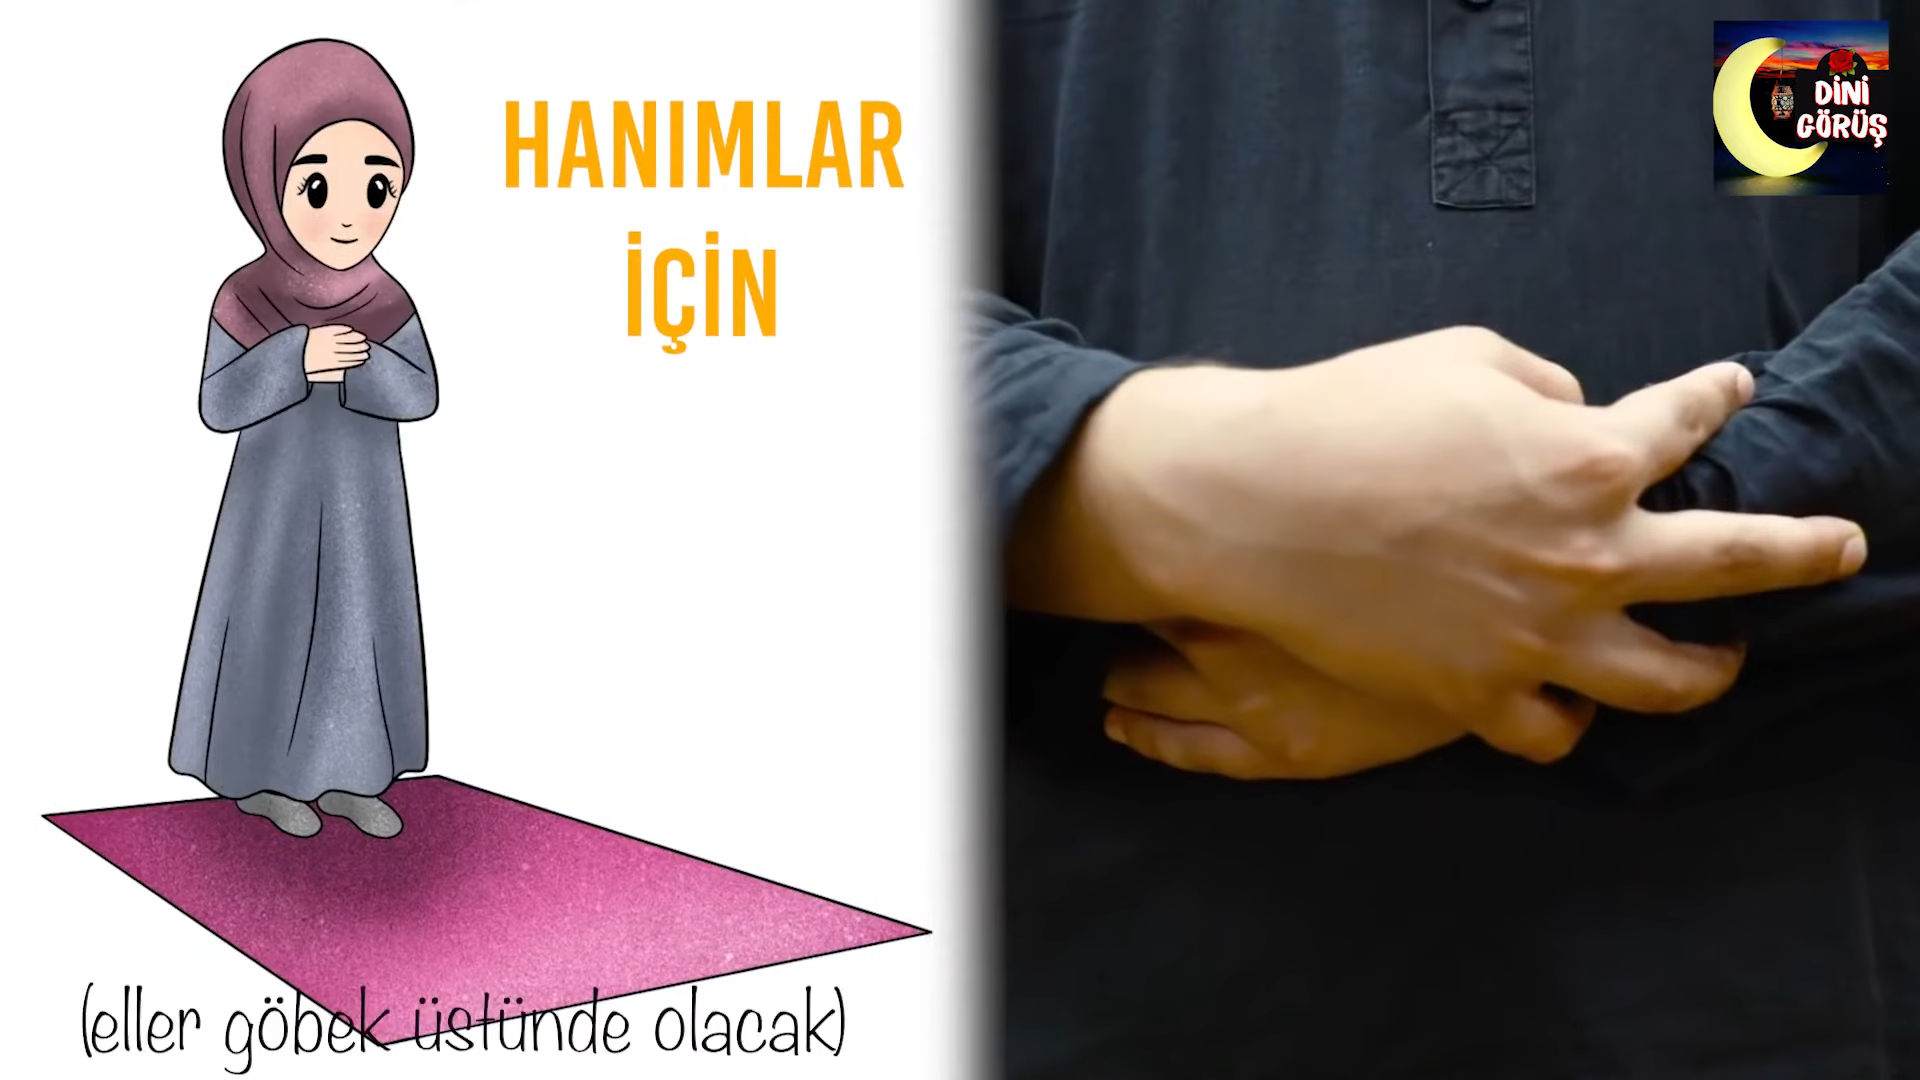 HANIMLAR
İÇİN
DİNİ
GÖRÜŞ
(eller göbek üstünde olacak)